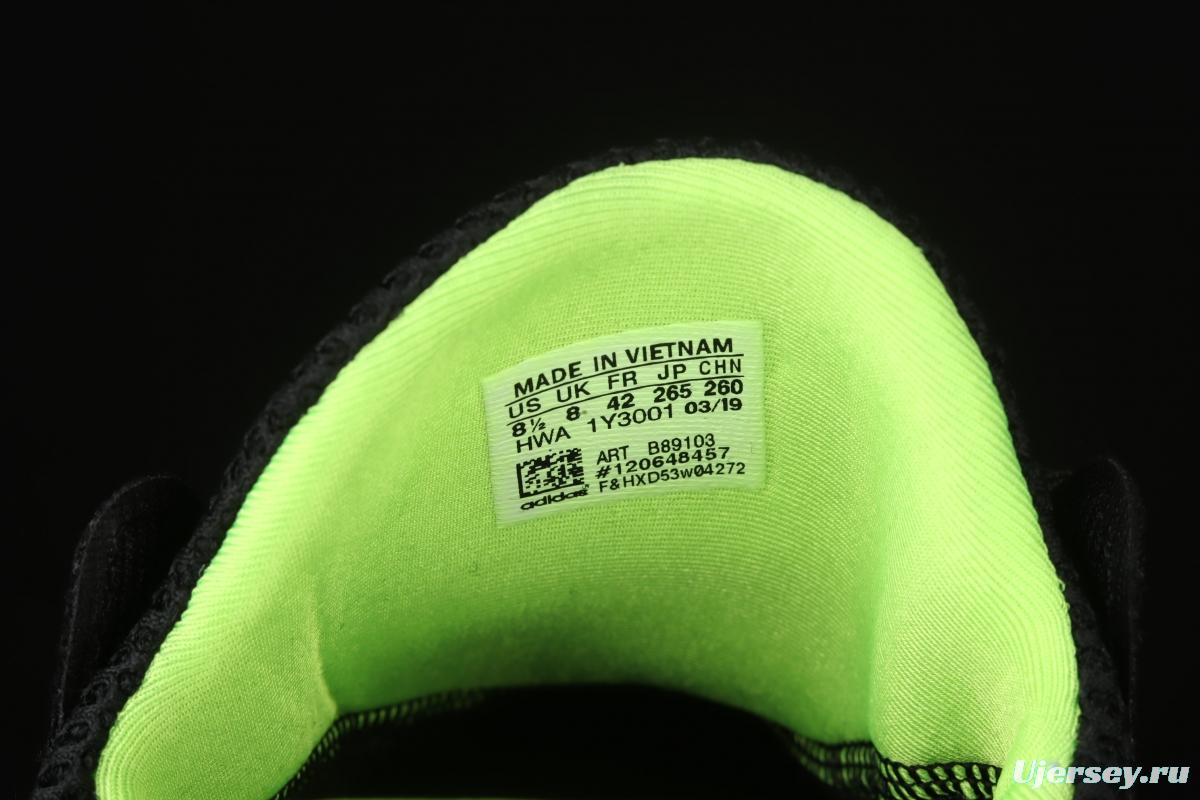 MADE IN VIETNAM
US UK FR JP CHN
8½ 8 42 265 260
HWA 1Y3001 03/19
ART B89103
#120648457
F&HXD53w04272
adidas
Ujersey.ru